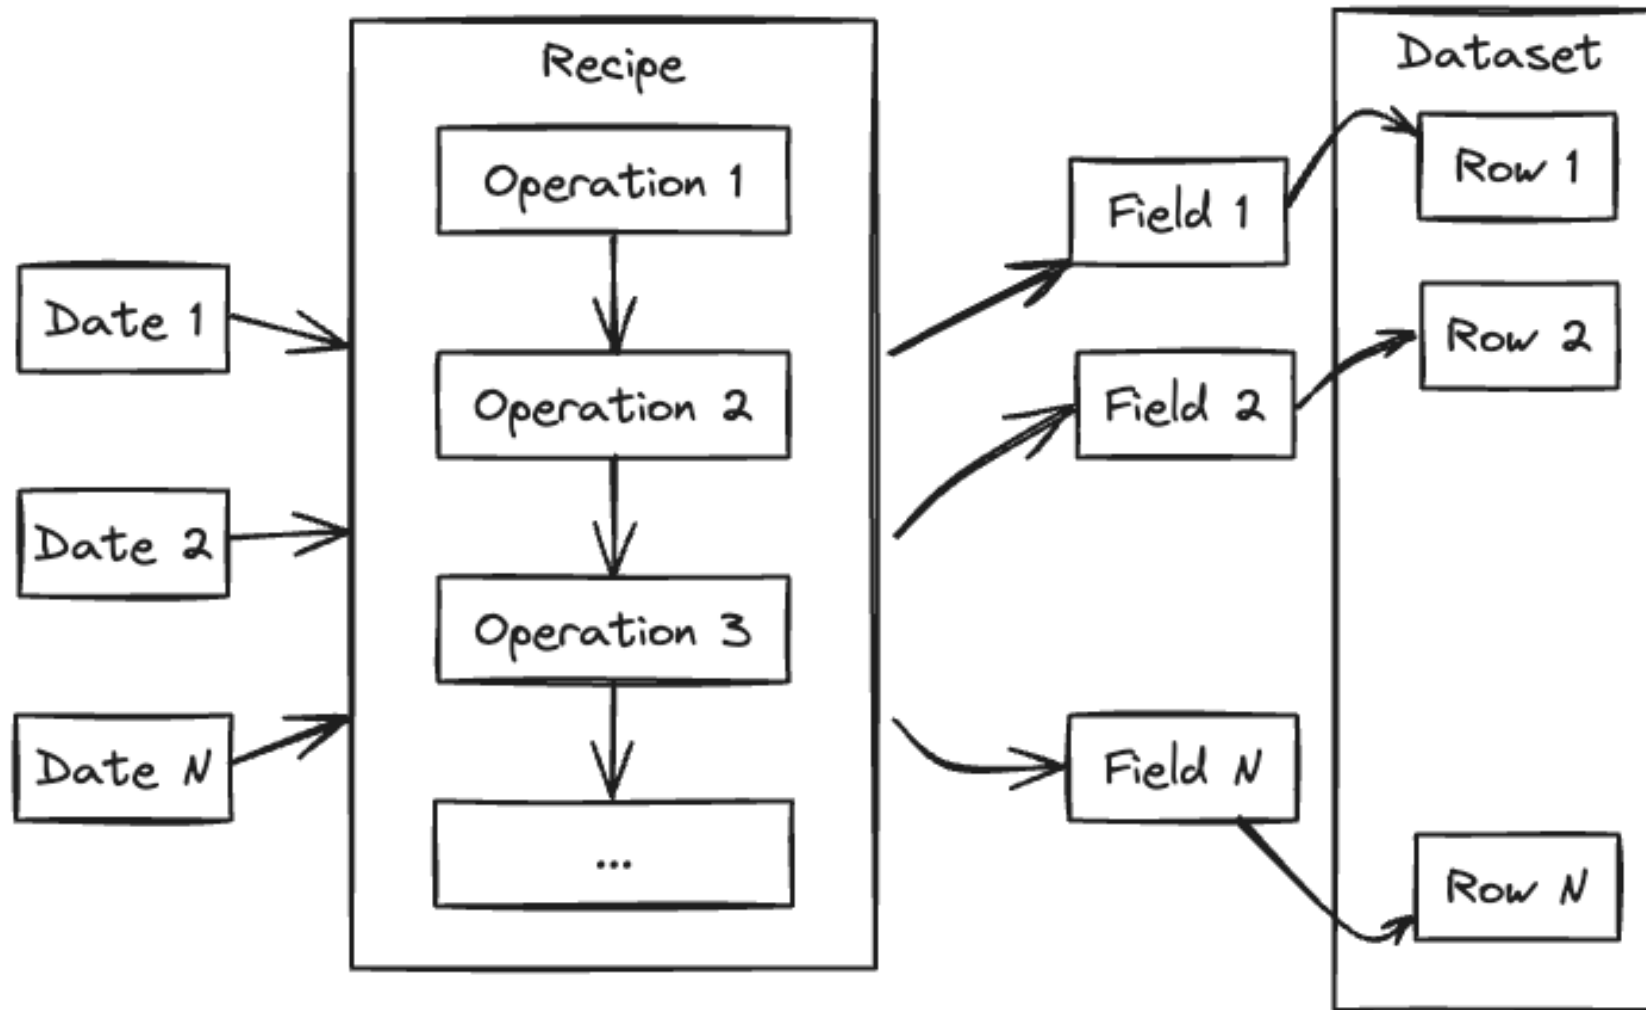 Recipe
Operation 1
Operation 2
Operation 3
...
Date 1
Date 2
Date N
Field 1
Field 2
Field N
Dataset
Row 1
Row 2
Row N